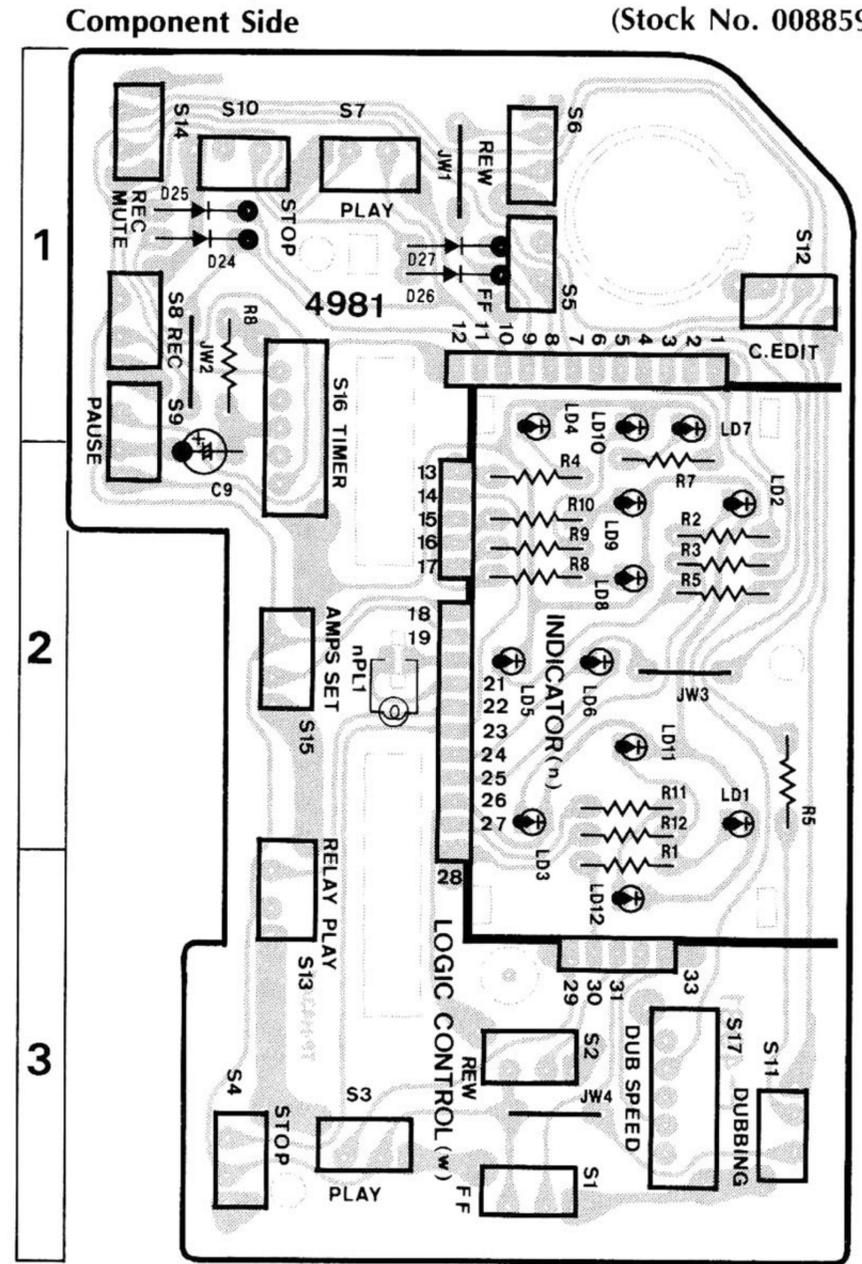 Component Side
(Stock No. 008859
1
2
3
S14
S10
S7
S6
REC MUTE
D25
D24
STOP
PLAY
JW1
REW
D27
D26
FF
S5
S12
C.EDIT
4981
S8 REC
JW2
R8
S9
PAUSE
C9
S16 TIMER
12 11 10 9 8 7 6 5 4 3 2 1
LD4
LD10
LD7
13
14
15
16
17
R4
R7
R10
R9
R8
LD9
LD8
LD2
R2
R3
R5
18
19
AMPS SET
S15
nPL1
INDICATOR (n)
LD5
LD6
JW3
21
22
23
24
25
26
27
28
LD11
R11
R12
R1
LD1
R5
LD3
LD12
RELAY PLAY
S13
LOGIC CONTROL (w)
29 30 31 33
S2
REW
JW4
S1
FF
DUB SPEED
S17
S11
DUBBING
S4
STOP
S3
PLAY